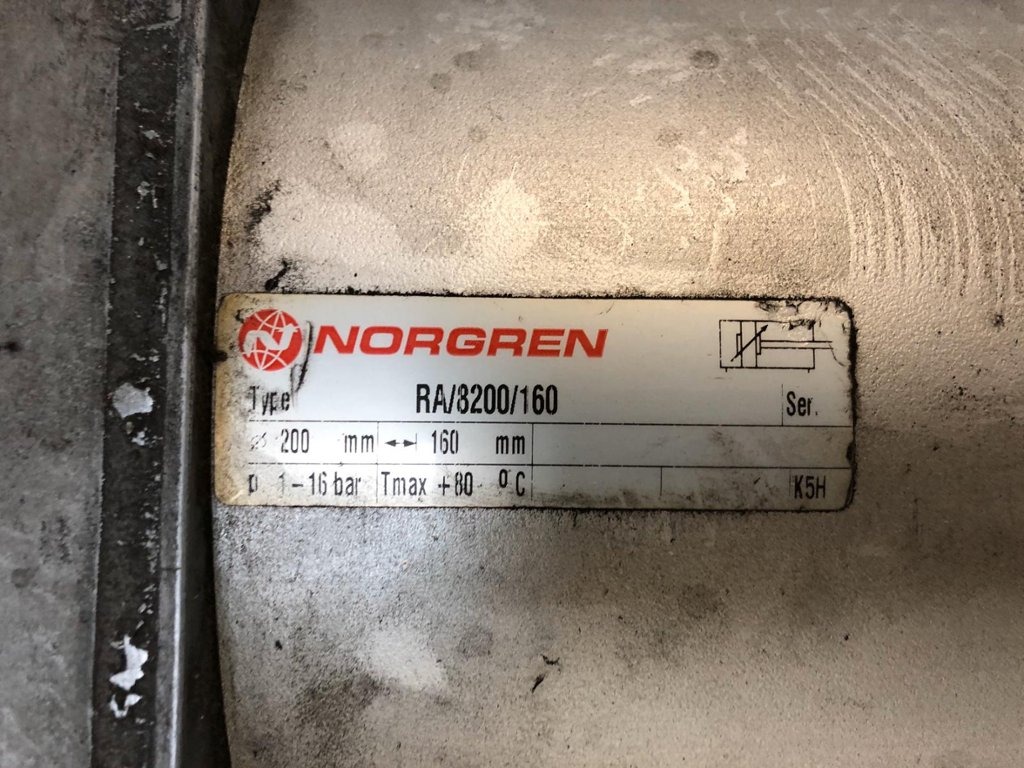 NORGREN
Type RA/8200/160 Ser.
⌀ 200 mm ↔ 160 mm
p 1-16 bar Tmax +80 °C K5H